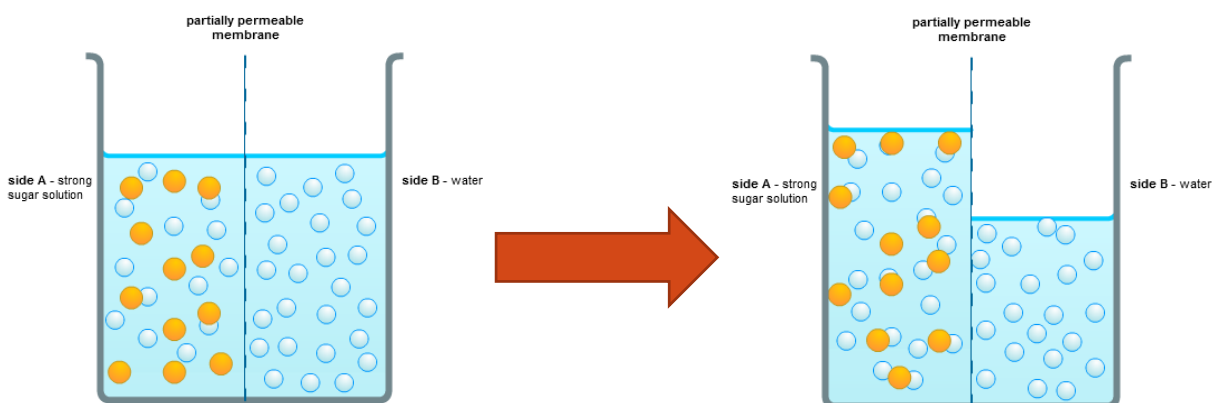 partially permeable
membrane
side A - strong
sugar solution
side B - water
partially permeable
membrane
side A - strong
sugar solution
side B - water